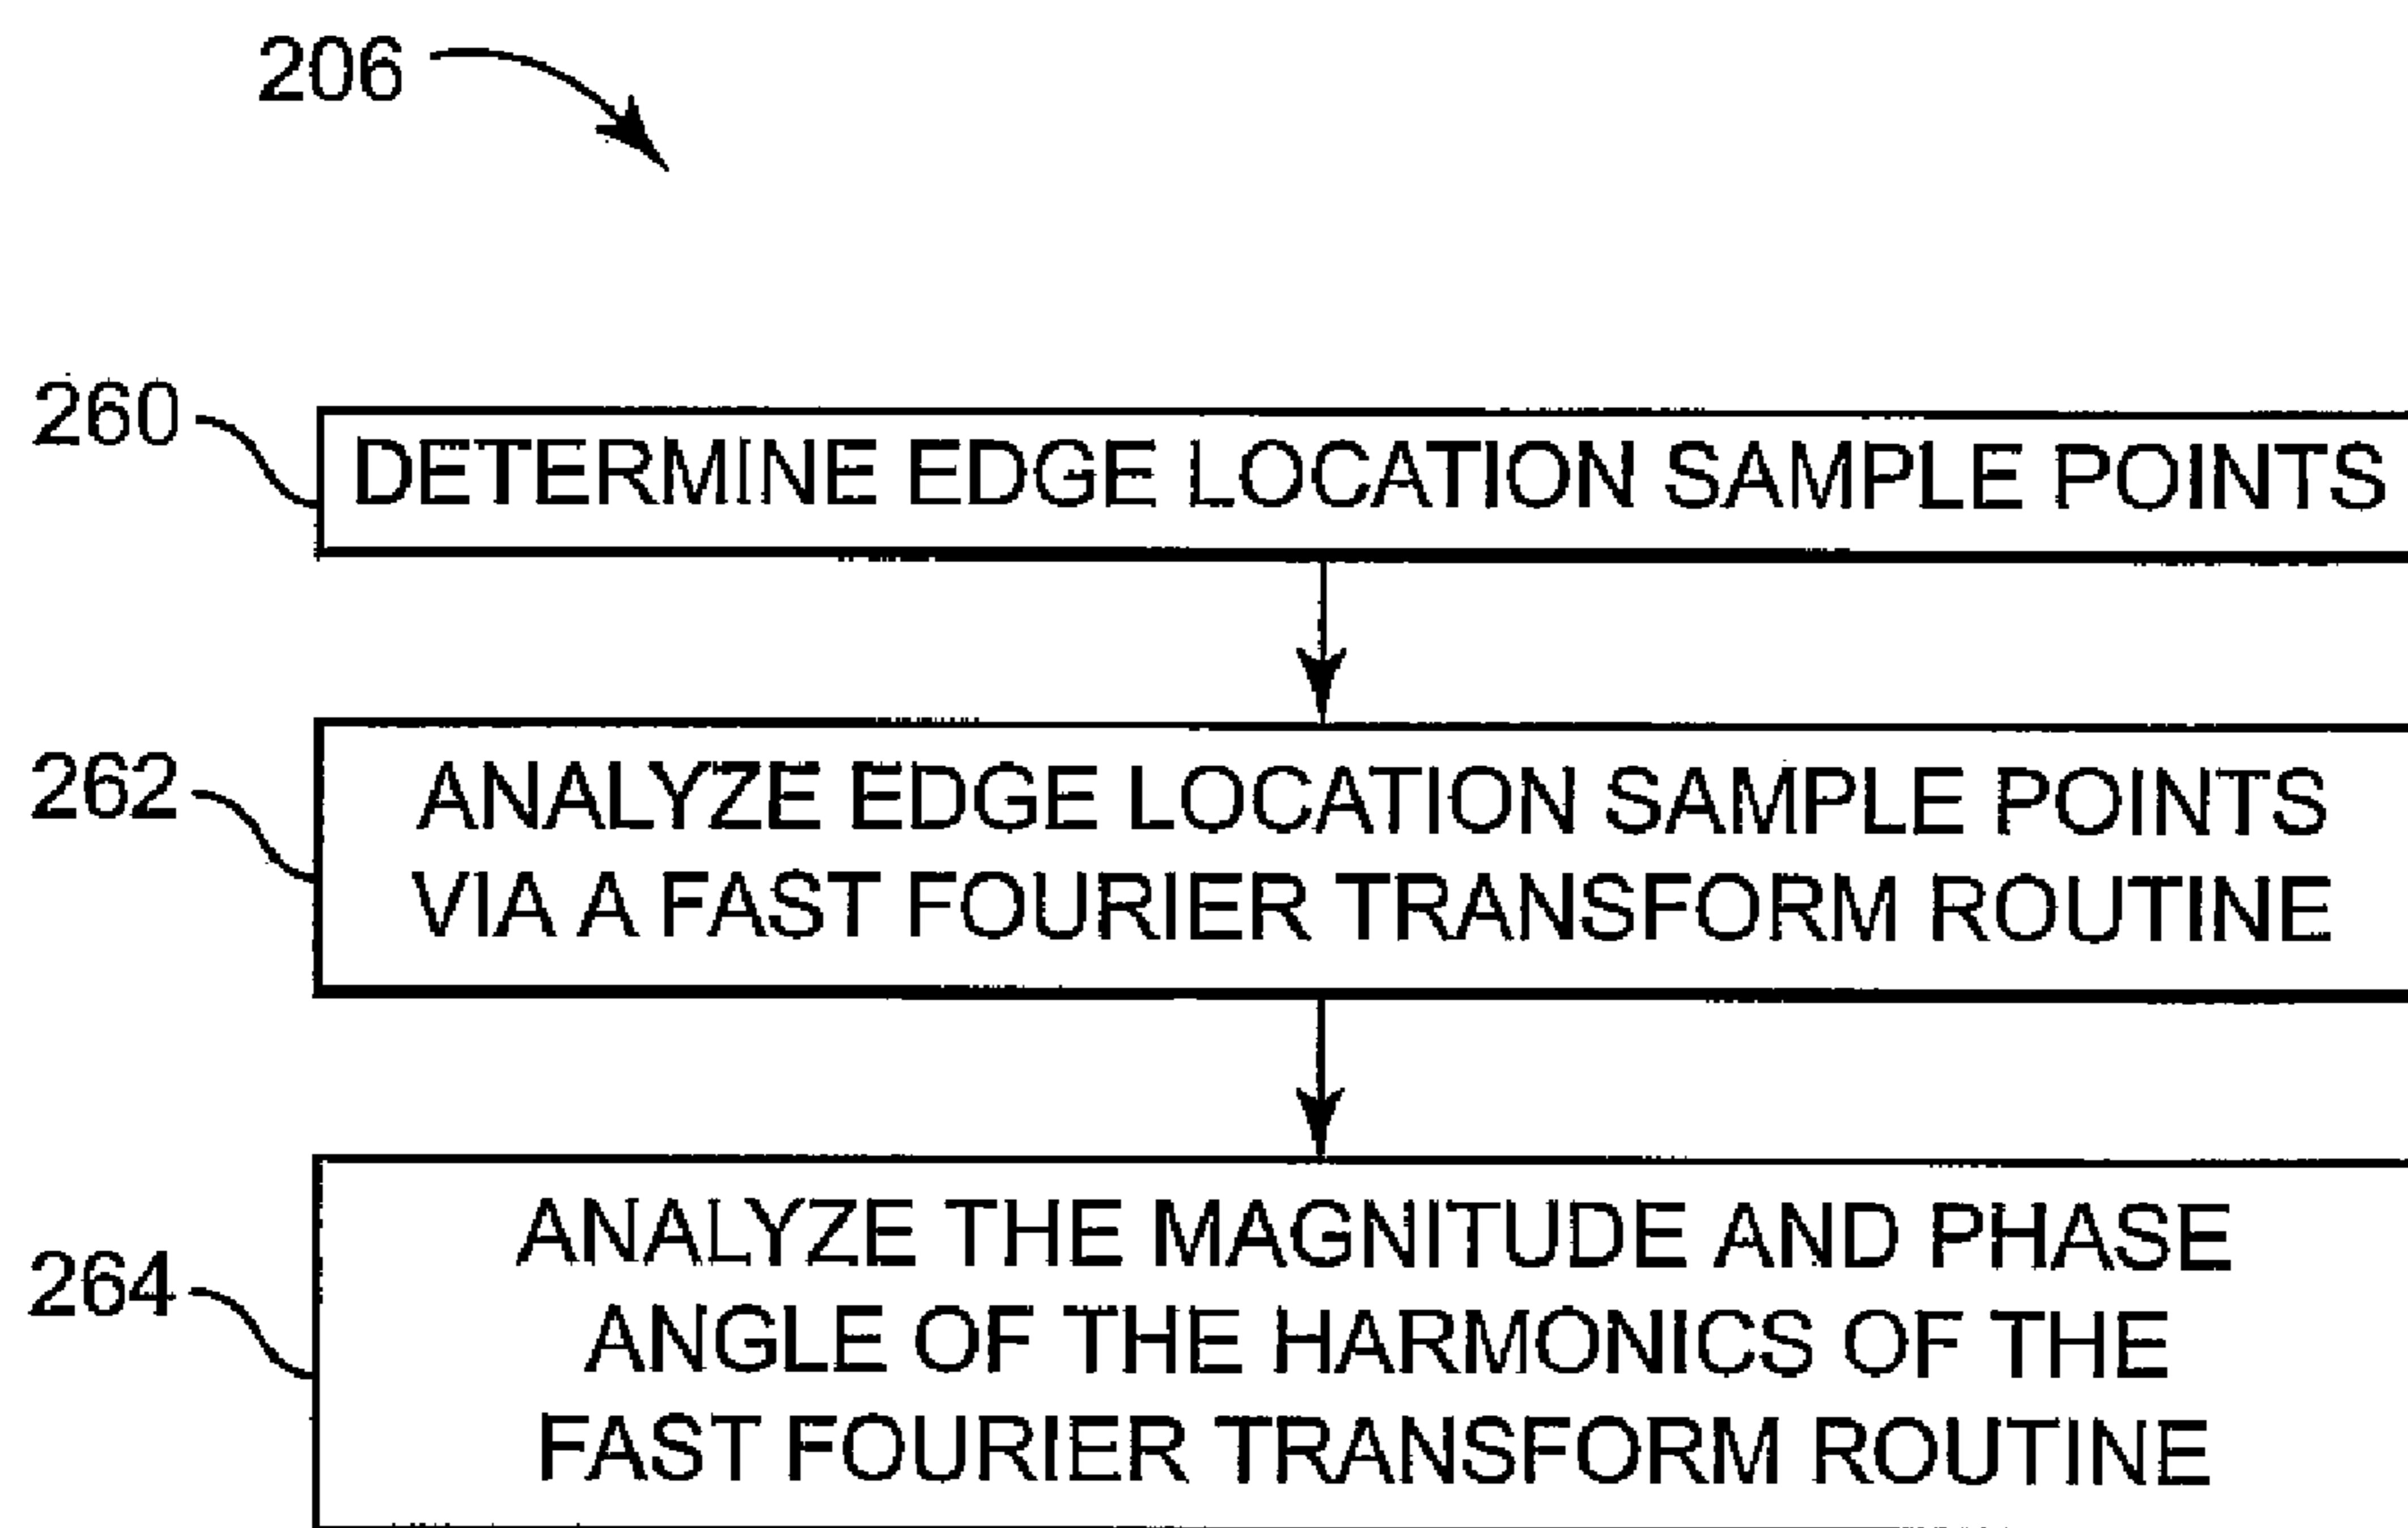 206
260
DETERMINE EDGE LOCATION SAMPLE POINTS
262
ANALYZE EDGE LOCATION SAMPLE POINTS
VIA A FAST FOURIER TRANSFORM ROUTINE
264
ANALYZE THE MAGNITUDE AND PHASE
ANGLE OF THE HARMONICS OF THE
FAST FOURIER TRANSFORM ROUTINE